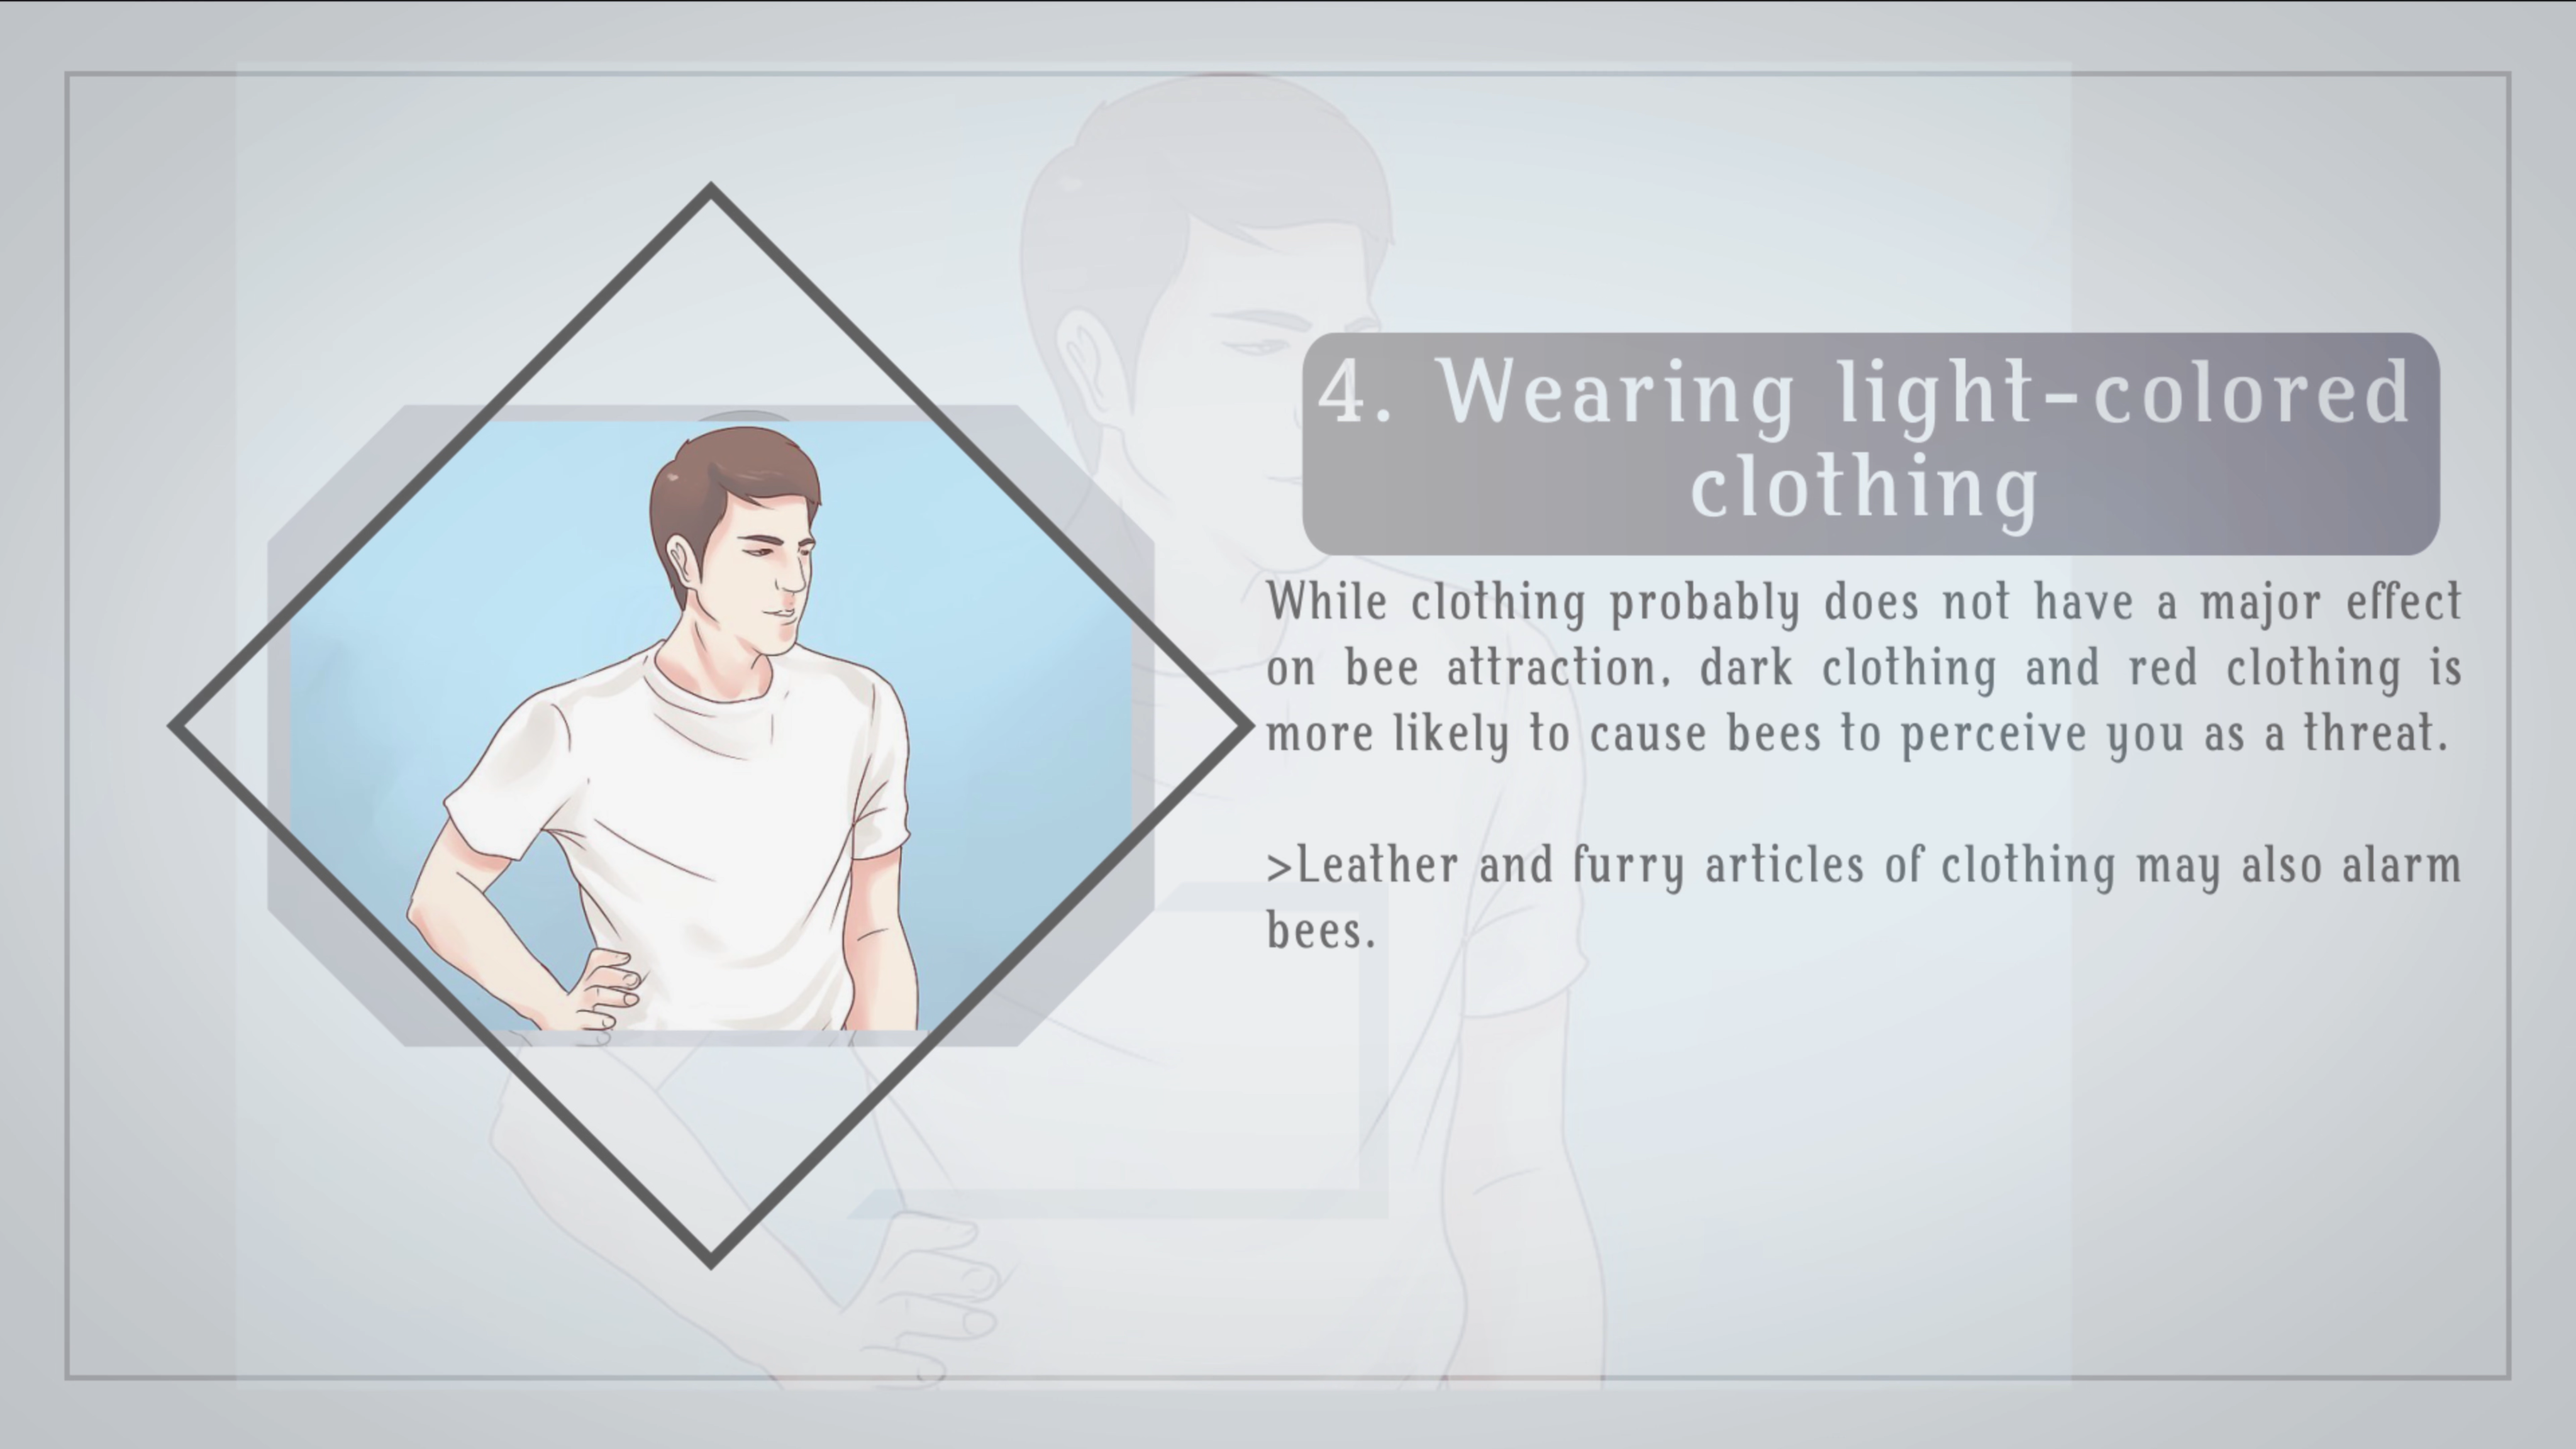 4. Wearing light-colored
clothing
While clothing probably does not have a major effect
on bee attraction, dark clothing and red clothing is
more likely to cause bees to perceive you as a threat.
>Leather and furry articles of clothing may also alarm
bees.